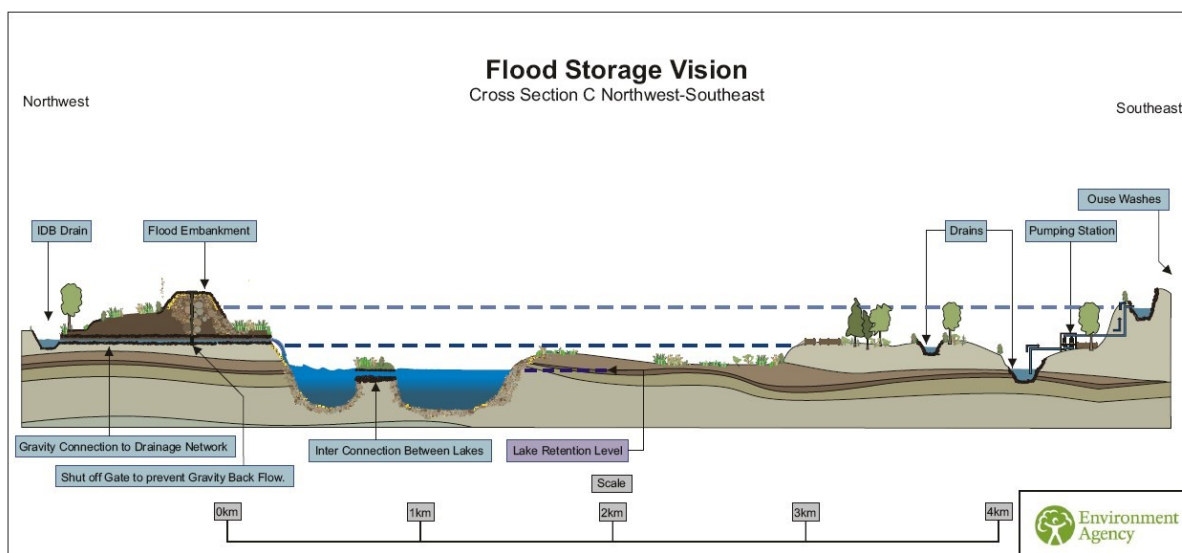 Flood Storage Vision
Cross Section C Northwest-Southeast
Northwest
Southeast
Ouse Washes
IDB Drain
Flood Embankment
Drains
Pumping Station
Gravity Connection to Drainage Network
Inter Connection Between Lakes
Lake Retention Level
Shut off Gate to prevent Gravity Back Flow.
Scale
0km
1km
2km
3km
4km
Environment
Agency